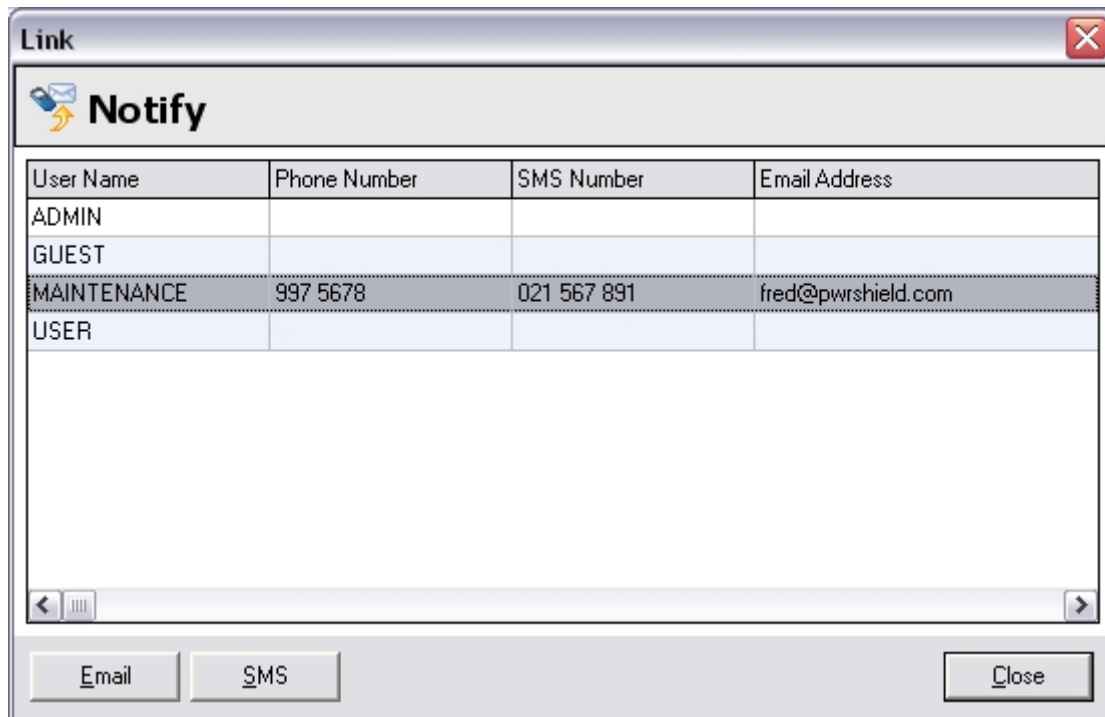 Link
Notify
User Name Phone Number SMS Number Email Address
ADMIN
GUEST
MAINTENANCE 997 5678 021 567 891 fred@pwrshield.com
USER
Email SMS Close